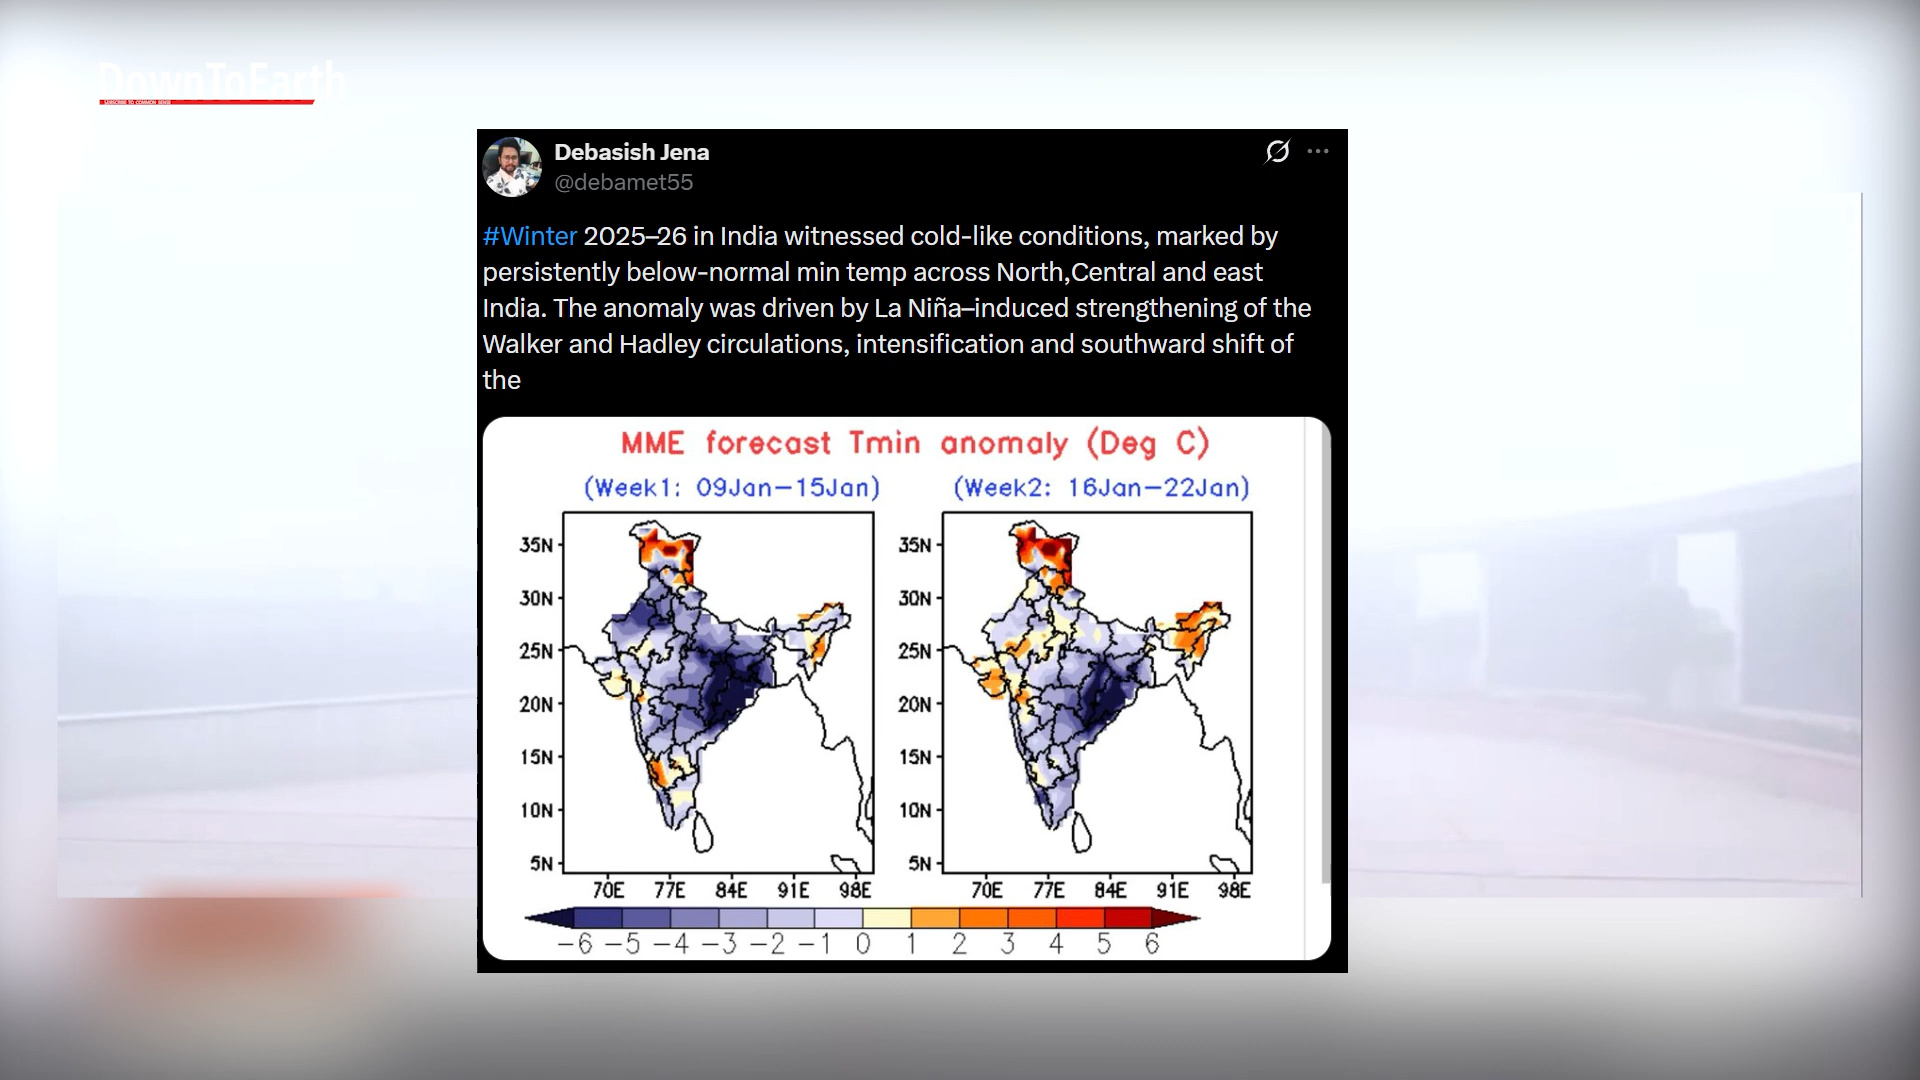 DownToEarth
SUBSCRIBE TO COMMON SENSE
Debasish Jena
@debamet55
#Winter 2025–26 in India witnessed cold-like conditions, marked by
persistently below-normal min temp across North,Central and east
India. The anomaly was driven by La Niña–induced strengthening of the
Walker and Hadley circulations, intensification and southward shift of
the
MME forecast Tmin anomaly (Deg C)
(Week1: 09Jan–15Jan) (Week2: 16Jan–22Jan)
35N 35N
30N 30N
25N 25N
20N 20N
15N 15N
10N 10N
5N 5N
70E 77E 84E 91E 98E 70E 77E 84E 91E 98E
−6 −5 −4 −3 −2 −1 0 1 2 3 4 5 6